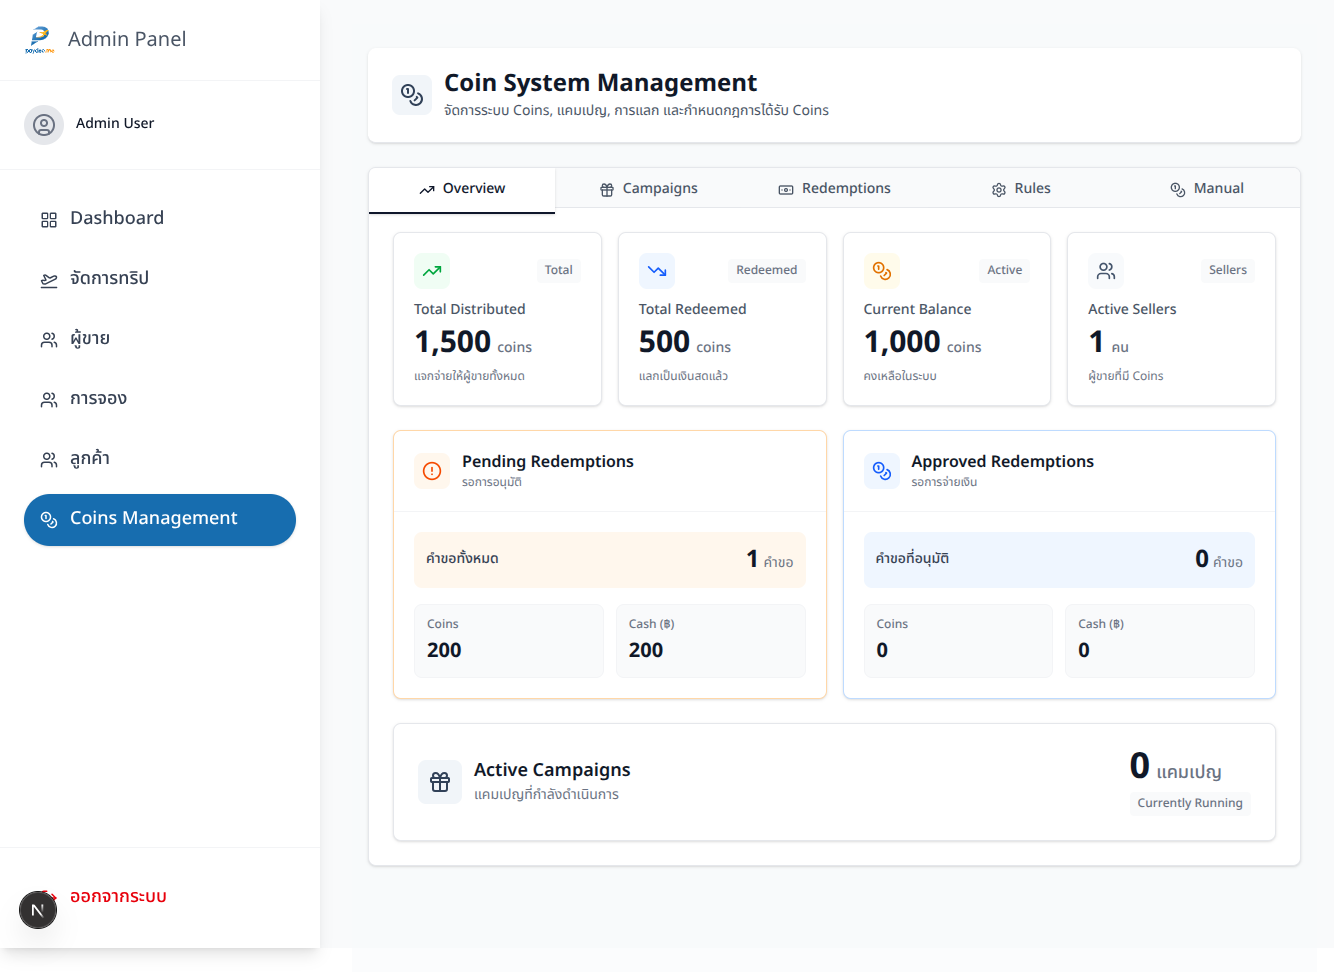 paydee.me
Admin Panel
Admin User
Dashboard
จัดการทริป
ผู้ขาย
การจอง
ลูกค้า
Coins Management
ออกจากระบบ
N
Coin System Management
จัดการระบบ Coins, แคมเปญ, การแลก และกำหนดกฎการได้รับ Coins
Overview
Campaigns
Redemptions
Rules
Manual
Total
Total Distributed
1,500 coins
แจกจ่ายให้ผู้ขายทั้งหมด
Redeemed
Total Redeemed
500 coins
แลกเป็นเงินสดแล้ว
Active
Current Balance
1,000 coins
คงเหลือในระบบ
Sellers
Active Sellers
1 คน
ผู้ขายที่มี Coins
Pending Redemptions
รอการอนุมัติ
คำขอทั้งหมด
1 คำขอ
Coins
200
Cash (฿)
200
Approved Redemptions
รอการจ่ายเงิน
คำขอที่อนุมัติ
0 คำขอ
Coins
0
Cash (฿)
0
Active Campaigns
แคมเปญที่กำลังดำเนินการ
0 แคมเปญ
Currently Running